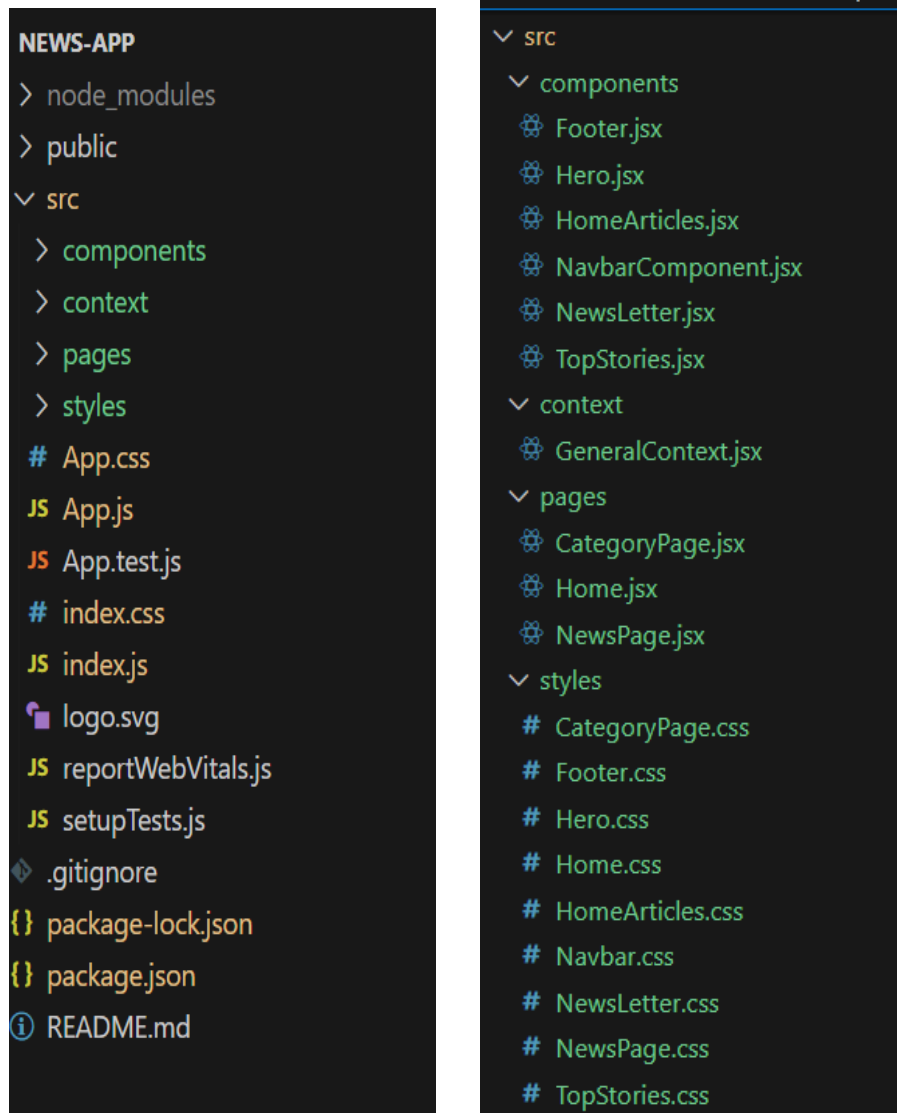 NEWS-APP
node_modules
public
src
components
context
pages
styles
App.css
App.js
App.test.js
index.css
index.js
logo.svg
reportWebVitals.js
setupTests.js
.gitignore
package-lock.json
package.json
README.md
src
components
Footer.jsx
Hero.jsx
HomeArticles.jsx
NavbarComponent.jsx
NewsLetter.jsx
TopStories.jsx
context
GeneralContext.jsx
pages
CategoryPage.jsx
Home.jsx
NewsPage.jsx
styles
CategoryPage.css
Footer.css
Hero.css
Home.css
HomeArticles.css
Navbar.css
NewsLetter.css
NewsPage.css
TopStories.css